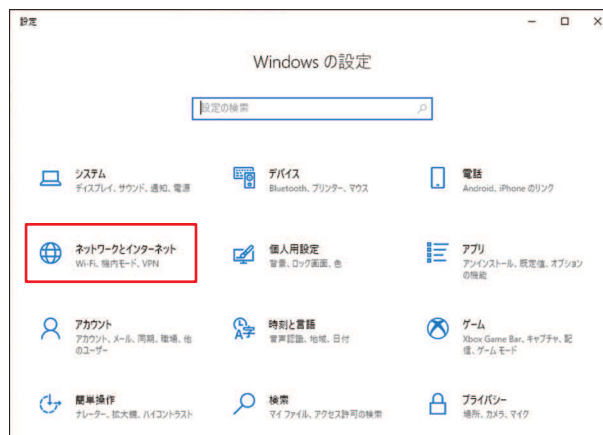 設定
Windows の設定
設定の検索
システム
ディスプレイ、サウンド、通知、電源
デバイス
Bluetooth、プリンター、マウス
電話
Android、iPhone のリンク
ネットワークとインターネット
Wi-Fi、機内モード、VPN
個人用設定
背景、ロック画面、色
アプリ
アンインストール、既定値、オプション
の機能
アカウント
アカウント、メール、同期、職場、他
のユーザー
時刻と言語
音声認識、地域、日付
ゲーム
Xbox Game Bar、キャプチャ、配
信、ゲーム モード
簡単操作
ナレーター、拡大鏡、ハイコントラスト
検索
マイ ファイル、アクセス許可の検索
プライバシー
場所、カメラ、マイク